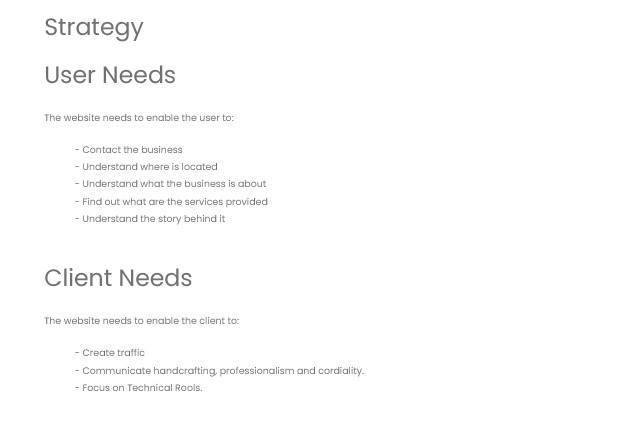 Strategy
User Needs
The website needs to enable the user to:
- Contact the business
- Understand where is located
- Understand what the business is about
- Find out what are the services provided
- Understand the story behind it
Client Needs
The website needs to enable the client to:
- Create traffic
- Communicate handcrafting, professionalism and cordiality.
- Focus on Technical Rools.